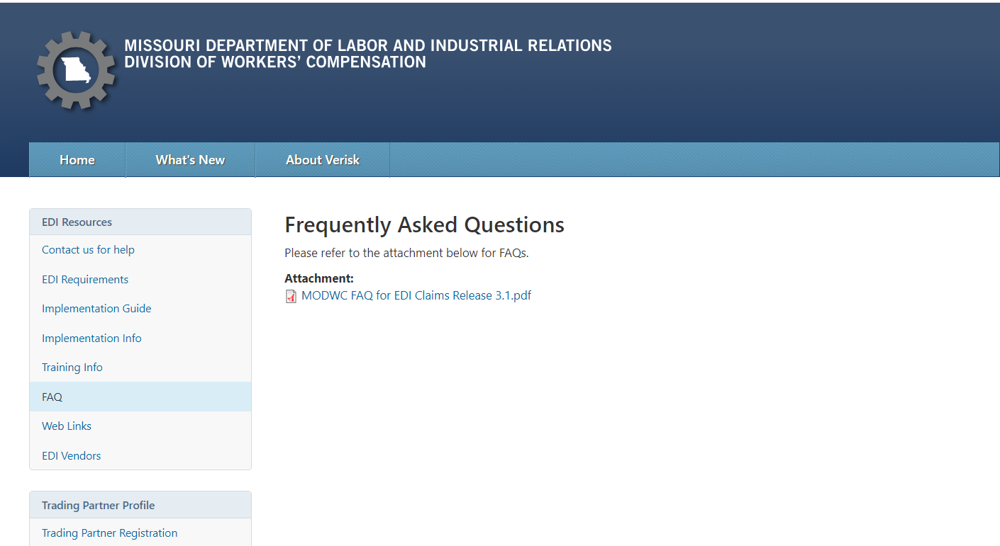 MISSOURI DEPARTMENT OF LABOR AND INDUSTRIAL RELATIONS
DIVISION OF WORKERS’ COMPENSATION
Home
What's New
About Verisk
EDI Resources
Contact us for help
EDI Requirements
Implementation Guide
Implementation Info
Training Info
FAQ
Web Links
EDI Vendors
Trading Partner Profile
Trading Partner Registration
Frequently Asked Questions
Please refer to the attachment below for FAQs.
Attachment:
MODWC FAQ for EDI Claims Release 3.1.pdf